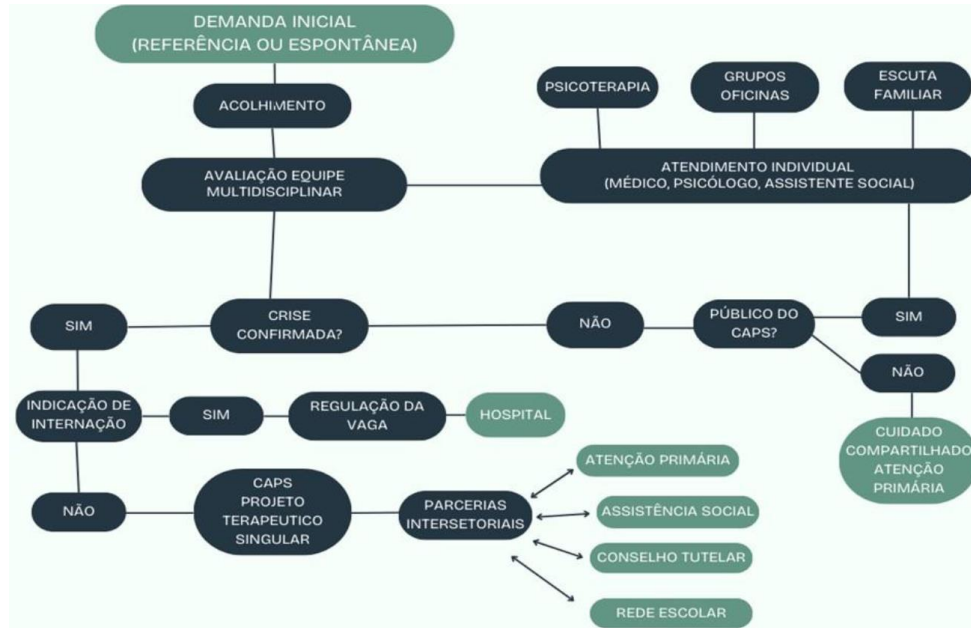 DEMANDA INICIAL
(REFERÊNCIA OU ESPONTÂNEA)
ACOLHIMENTO
AVALIAÇÃO EQUIPE
MULTIDISCIPLINAR
PSICOTERAPIA
GRUPOS
OFICINAS
ESCUTA
FAMILIAR
ATENDIMENTO INDIVIDUAL
(MÉDICO, PSICÓLOGO, ASSISTENTE SOCIAL)
SIM
CRISE
CONFIRMADA?
NÃO
PÚBLICO DO
CAPS?
SIM
NÃO
CUIDADO
COMPARTILHADO
ATENÇÃO
PRIMÁRIA
INDICAÇÃO DE
INTERNAÇÃO
SIM
REGULAÇÃO DA
VAGA
HOSPITAL
NÃO
CAPS
PROJETO
TERAPEUTICO
SINGULAR
PARCERIAS
INTERSETORIAIS
ATENÇÃO PRIMÁRIA
ASSISTÊNCIA SOCIAL
CONSELHO TUTELAR
REDE ESCOLAR